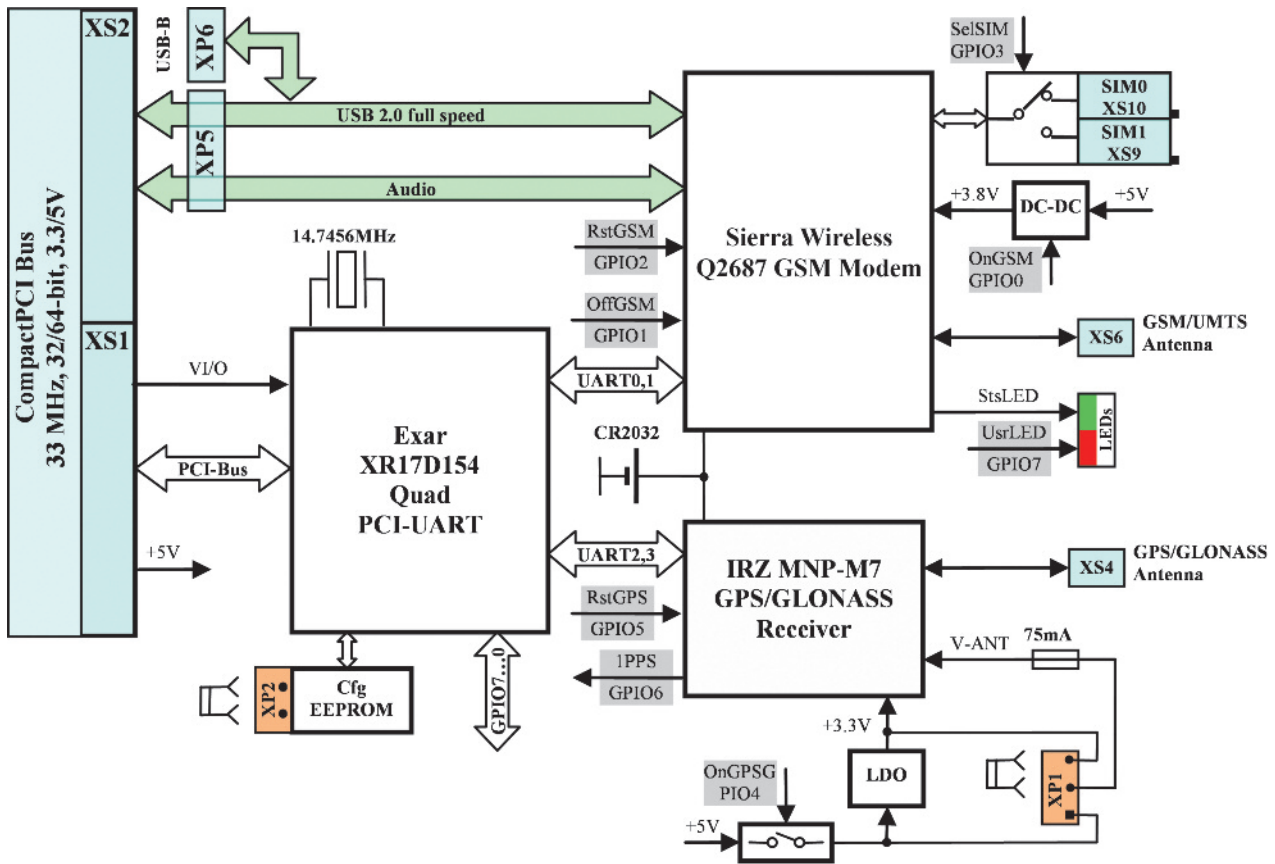 XS2
USB-B
XP6
XP5
USB 2.0 full speed
Audio
CompactPCI Bus
33 MHz, 32/64-bit, 3.3/5V
XS1
14.7456MHz
VI/O
PCI-Bus
+5V
Exar
XR17D154
Quad
PCI-UART
XP2
Cfg
EEPROM
GPIO7...0
RstGSM
GPIO2
OffGSM
GPIO1
UART0,1
CR2032
UART2,3
RstGPS
GPIO5
1PPS
GPIO6
Sierra Wireless
Q2687 GSM Modem
SelSIM
GPIO3
SIM0
XS10
SIM1
XS9
+3.8V
DC-DC
+5V
OnGSM
GPIO0
XS6
GSM/UMTS
Antenna
StsLED
UsrLED
GPIO7
LEDs
IRZ MNP-M7
GPS/GLONASS
Receiver
XS4
GPS/GLONASS
Antenna
V-ANT
75mA
+3.3V
LDO
XP1
OnGPSG
PIO4
+5V